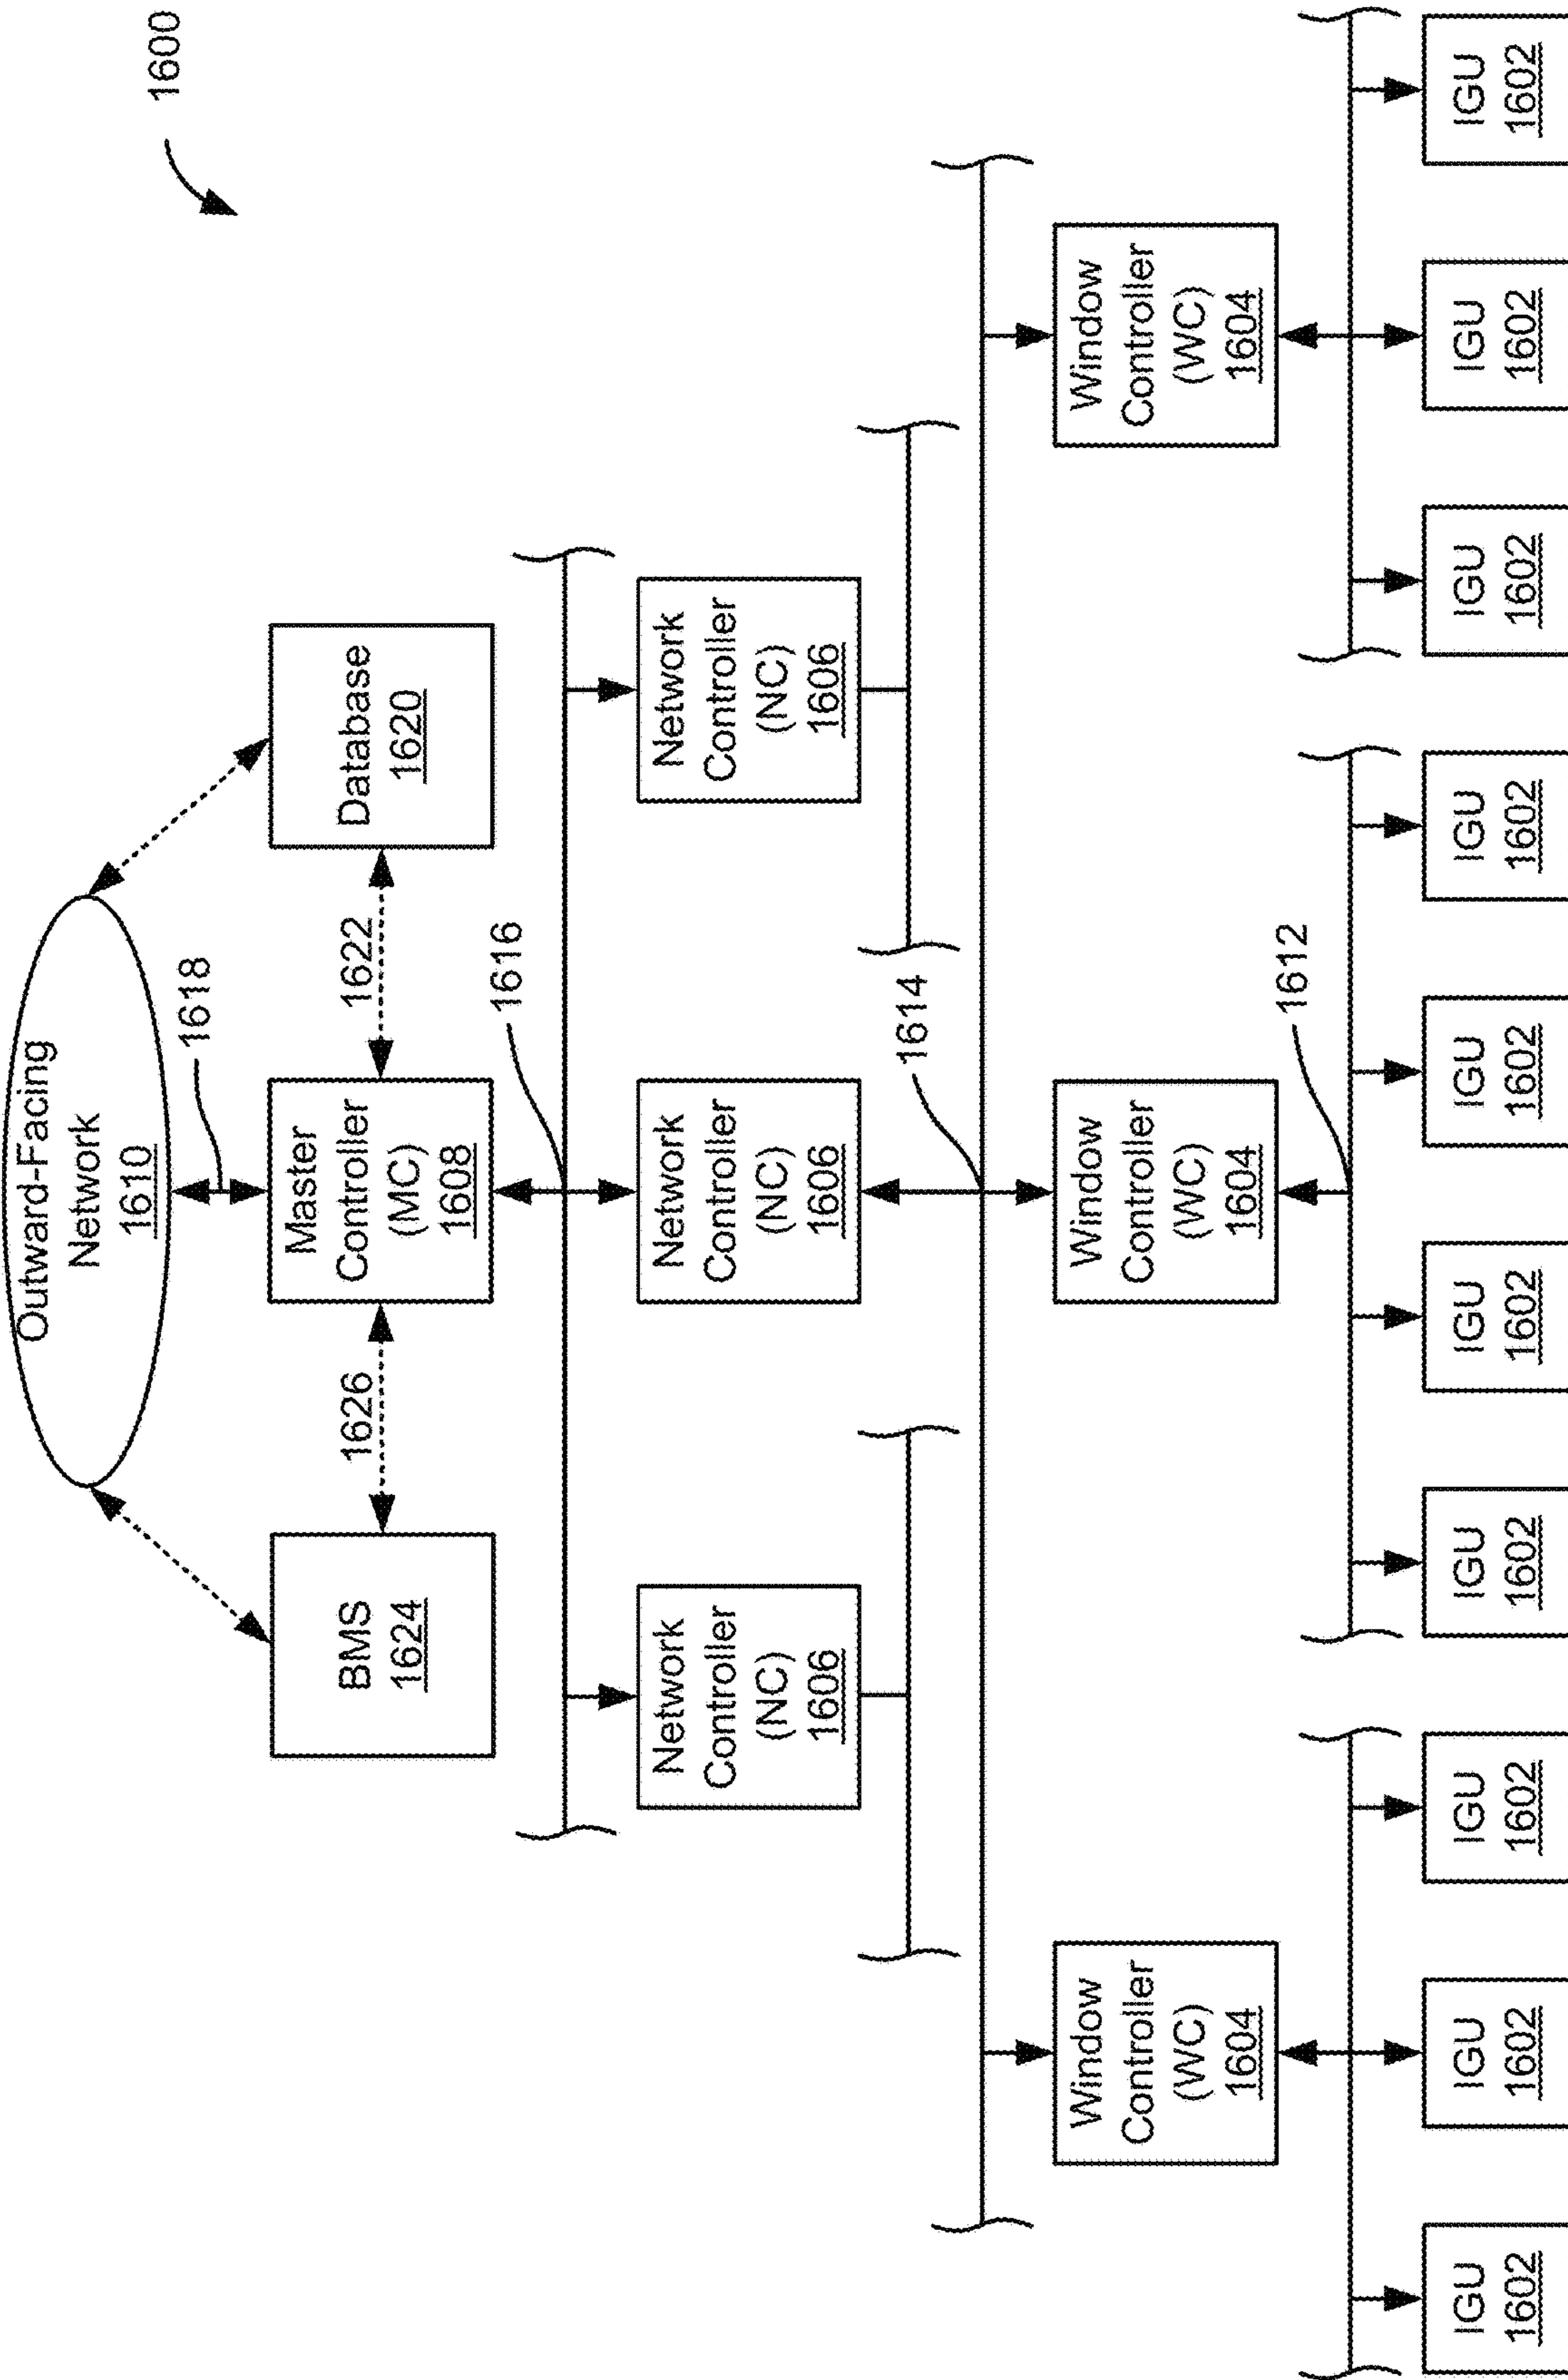 Outward-Facing
Network
1610
1600
1618
BMS
1624
1626
Master
Controller
(MC)
1608
1622
Database
1620
1616
Network
Controller
(NC)
1606
Network
Controller
(NC)
1606
Network
Controller
(NC)
1606
1614
Window
Controller
(WC)
1604
Window
Controller
(WC)
1604
Window
Controller
(WC)
1604
1612
IGU
1602
IGU
1602
IGU
1602
IGU
1602
IGU
1602
IGU
1602
IGU
1602
IGU
1602
IGU
1602
IGU
1602